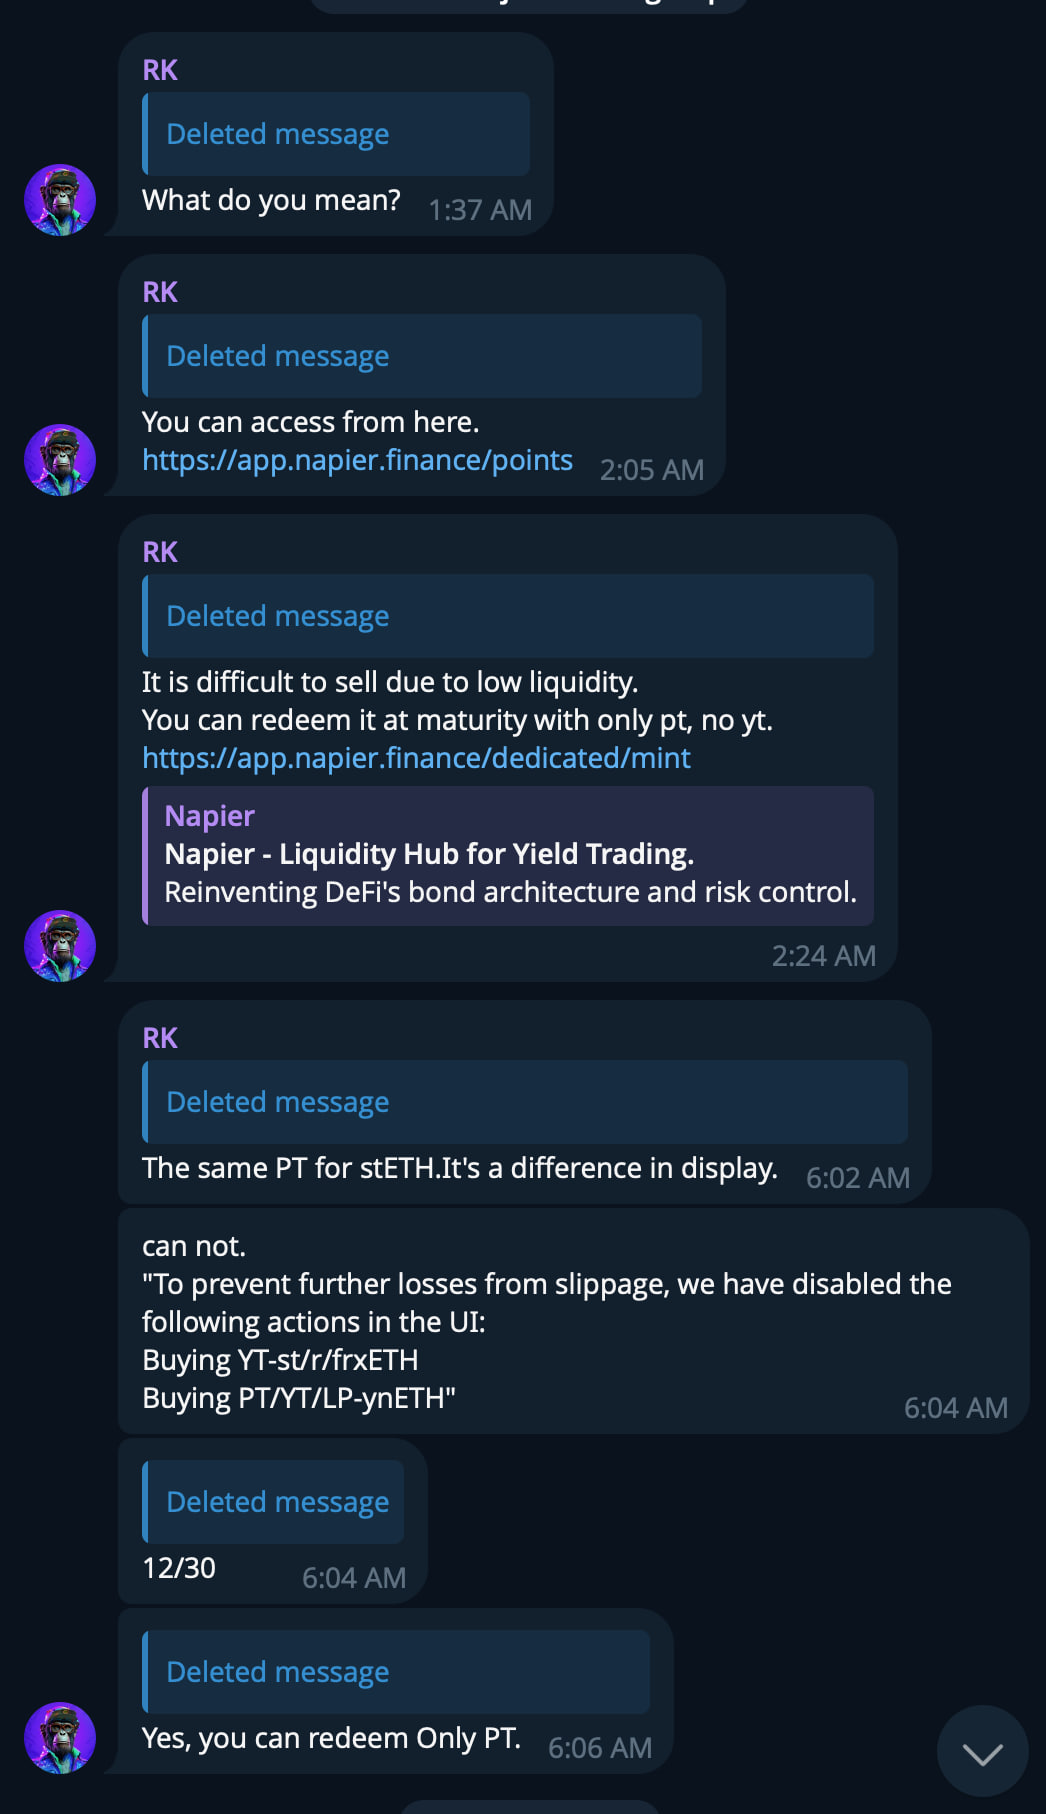 RK
Deleted message
What do you mean?
1:37 AM
RK
Deleted message
You can access from here.
https://app.napier.finance/points
2:05 AM
RK
Deleted message
It is difficult to sell due to low liquidity.
You can redeem it at maturity with only pt, no yt.
https://app.napier.finance/dedicated/mint
Napier
Napier - Liquidity Hub for Yield Trading.
Reinventing DeFi's bond architecture and risk control.
2:24 AM
RK
Deleted message
The same PT for stETH.It's a difference in display.
6:02 AM
can not.
"To prevent further losses from slippage, we have disabled the
following actions in the UI:
Buying YT-st/r/frxETH
Buying PT/YT/LP-ynETH"
6:04 AM
Deleted message
12/30
6:04 AM
Deleted message
Yes, you can redeem Only PT.
6:06 AM